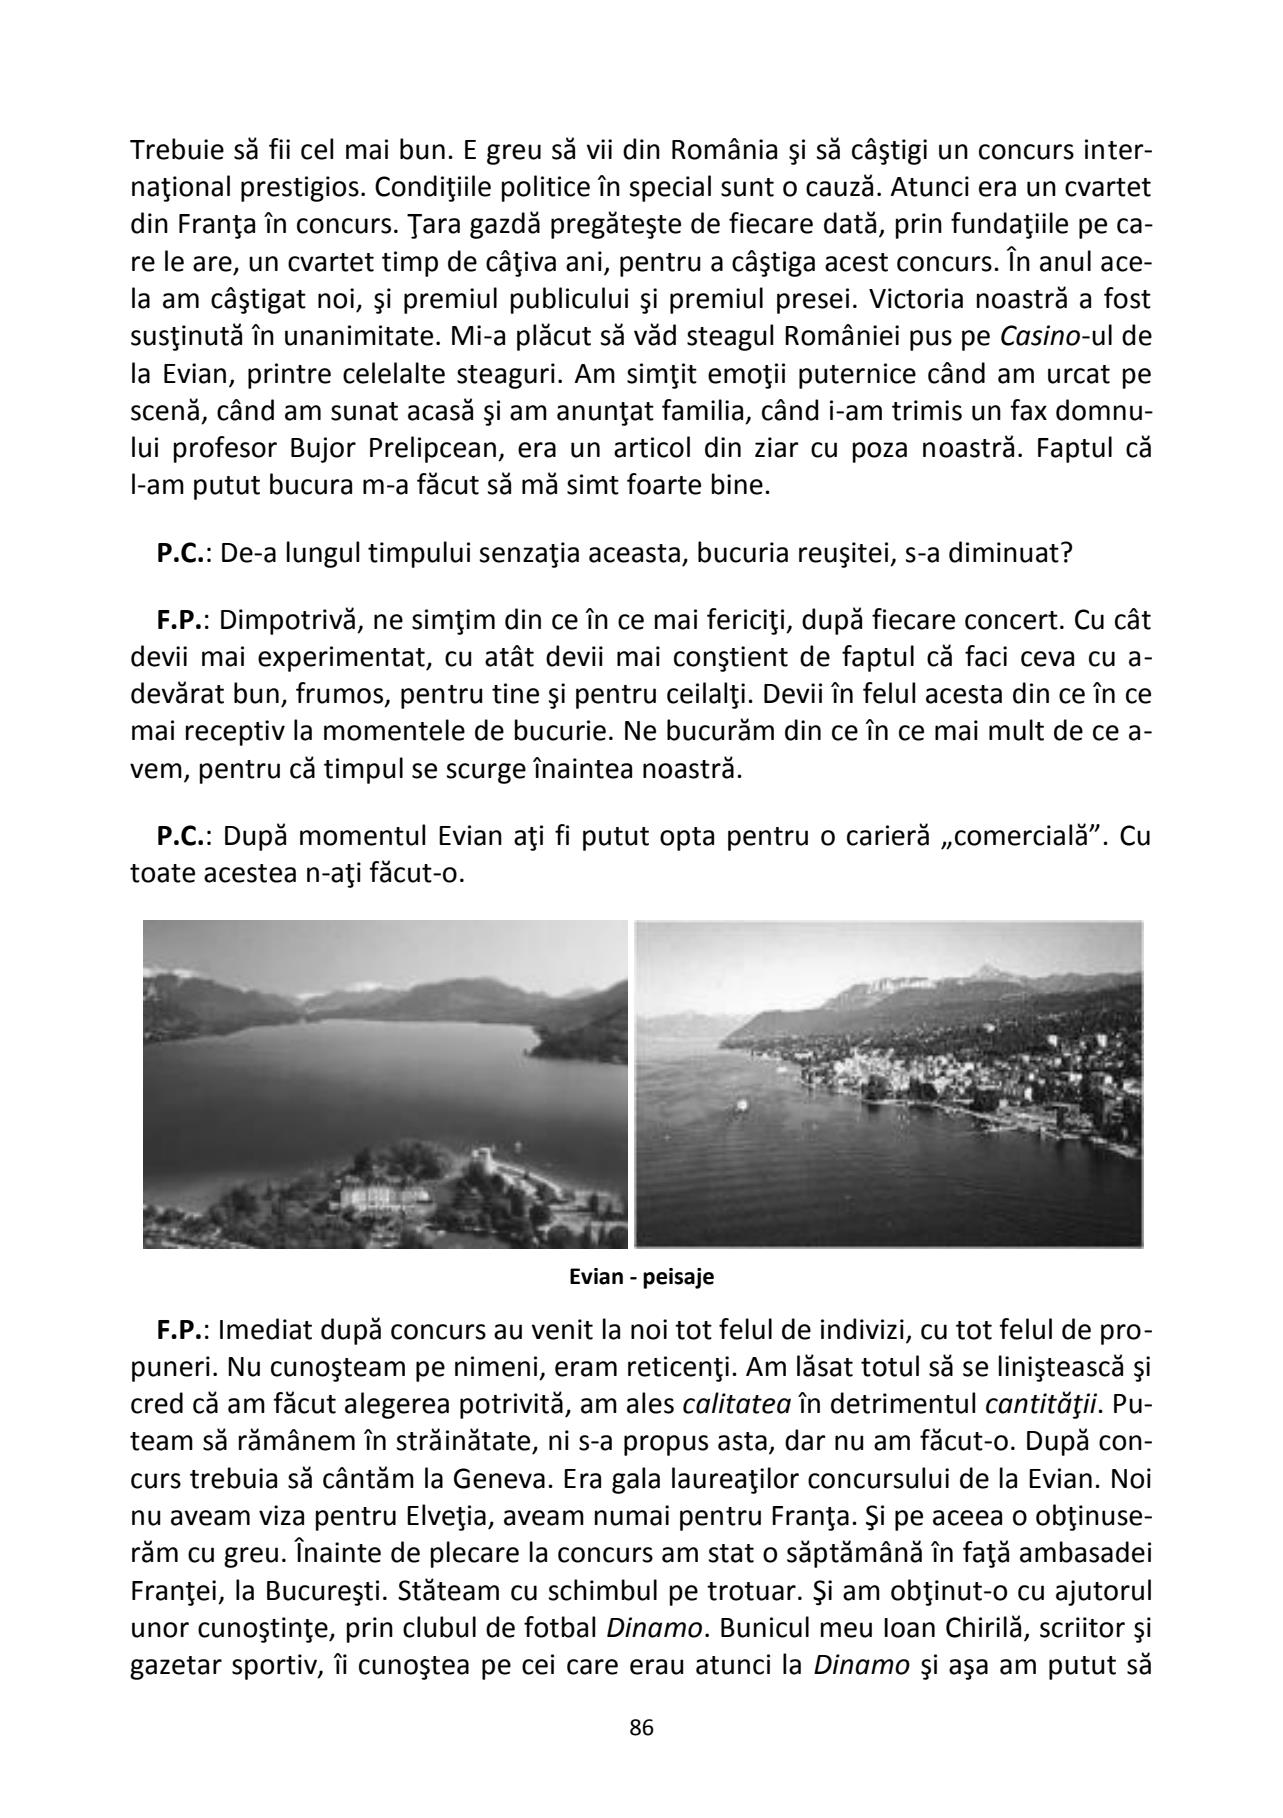 Trebuie să fii cel mai bun. E greu să vii din România şi să câştigi un concurs inter-
naţional prestigios. Condiţiile politice în special sunt o cauză. Atunci era un cvartet
din Franţa în concurs. Ţara gazdă pregăteşte de fiecare dată, prin fundaţiile pe ca-
re le are, un cvartet timp de câţiva ani, pentru a câştiga acest concurs. În anul ace-
la am câştigat noi, şi premiul publicului şi premiul presei. Victoria noastră a fost
susţinută în unanimitate. Mi-a plăcut să văd steagul României pus pe Casino-ul de
la Evian, printre celelalte steaguri. Am simţit emoţii puternice când am urcat pe
scenă, când am sunat acasă şi am anunţat familia, când i-am trimis un fax domnu-
lui profesor Bujor Prelipcean, era un articol din ziar cu poza noastră. Faptul că
l-am putut bucura m-a făcut să mă simt foarte bine.
P.C.: De-a lungul timpului senzaţia aceasta, bucuria reuşitei, s-a diminuat?
F.P.: Dimpotrivă, ne simţim din ce în ce mai fericiţi, după fiecare concert. Cu cât
devii mai experimentat, cu atât devii mai conştient de faptul că faci ceva cu a-
devărat bun, frumos, pentru tine şi pentru ceilalţi. Devii în felul acesta din ce în ce
mai receptiv la momentele de bucurie. Ne bucurăm din ce în ce mai mult de ce a-
vem, pentru că timpul se scurge înaintea noastră.
P.C.: După momentul Evian aţi fi putut opta pentru o carieră „comercială”. Cu
toate acestea n-aţi făcut-o.
Evian - peisaje
F.P.: Imediat după concurs au venit la noi tot felul de indivizi, cu tot felul de pro-
puneri. Nu cunoşteam pe nimeni, eram reticenţi. Am lăsat totul să se liniştească şi
cred că am făcut alegerea potrivită, am ales calitatea în detrimentul cantităţii. Pu-
team să rămânem în străinătate, ni s-a propus asta, dar nu am făcut-o. După con-
curs trebuia să cântăm la Geneva. Era gala laureaţilor concursului de la Evian. Noi
nu aveam viza pentru Elveţia, aveam numai pentru Franţa. Şi pe aceea o obţinuse-
răm cu greu. Înainte de plecare la concurs am stat o săptămână în faţă ambasadei
Franţei, la Bucureşti. Stăteam cu schimbul pe trotuar. Şi am obţinut-o cu ajutorul
unor cunoştinţe, prin clubul de fotbal Dinamo. Bunicul meu Ioan Chirilă, scriitor şi
gazetar sportiv, îi cunoştea pe cei care erau atunci la Dinamo şi aşa am putut să
86